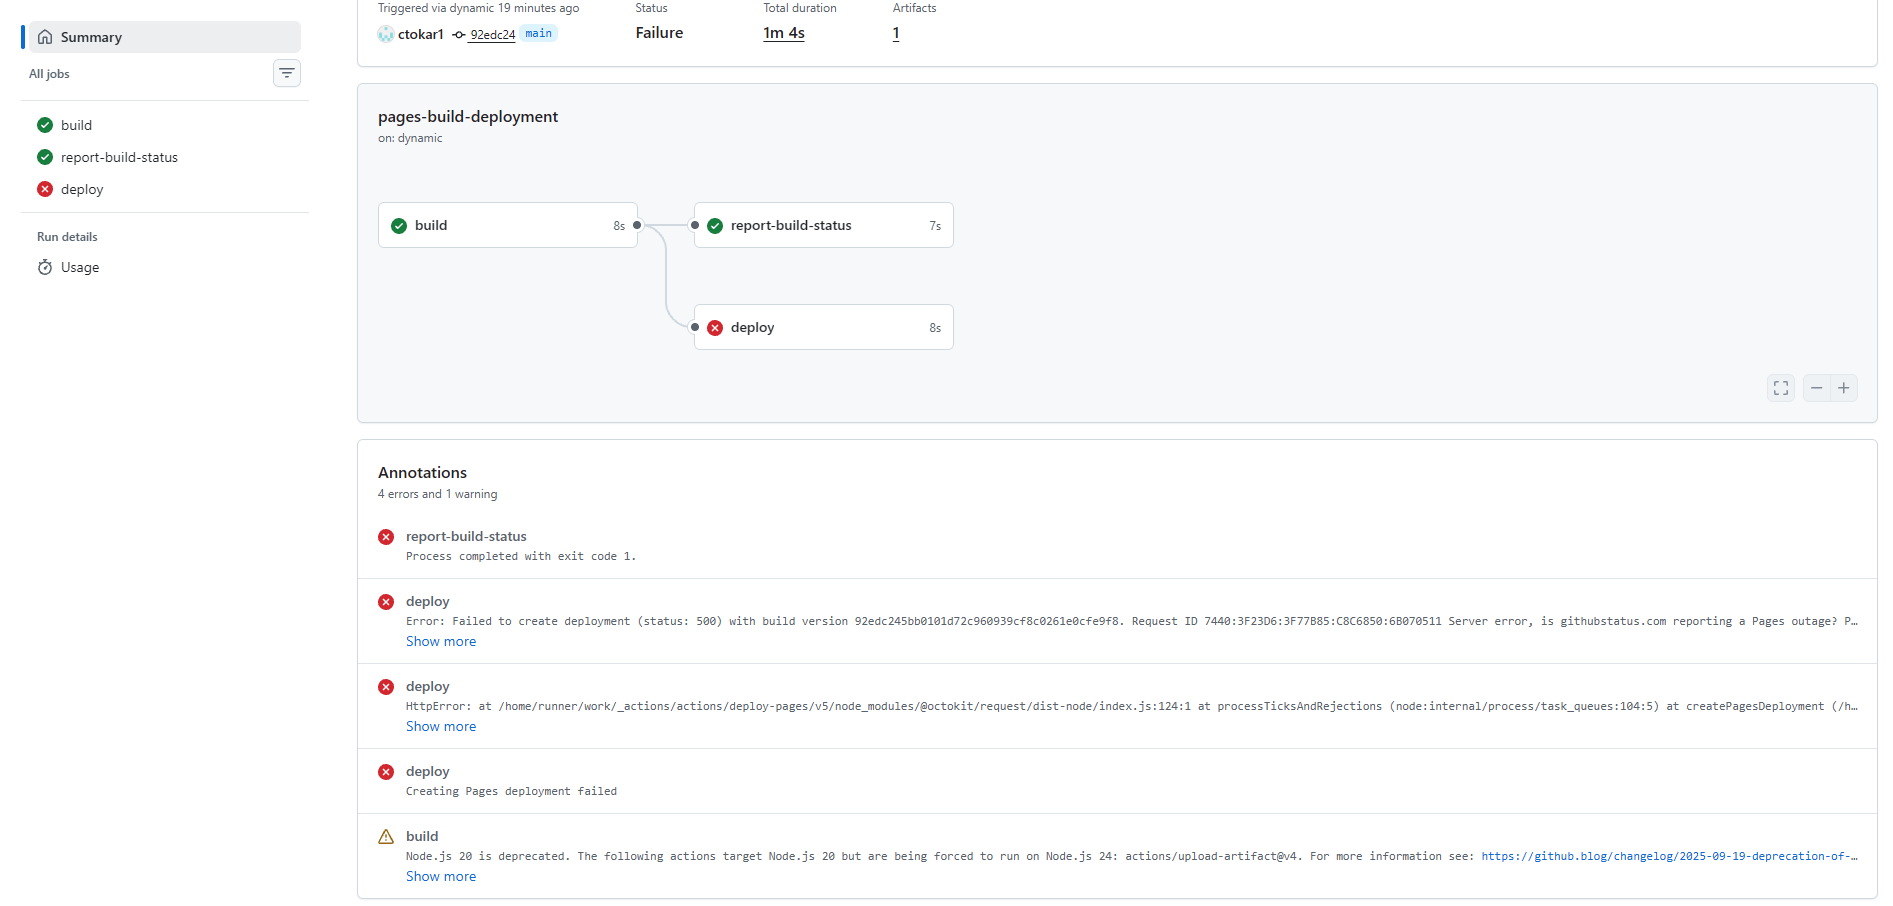 Summary
All jobs
build
report-build-status
deploy
Run details
Usage
Triggered via dynamic 19 minutes ago
ctokar1 92edc24 main
Status
Failure
Total duration
1m 4s
Artifacts
1
pages-build-deployment
on: dynamic
build 8s
report-build-status 7s
deploy 8s
Annotations
4 errors and 1 warning
report-build-status
Process completed with exit code 1.
deploy
Error: Failed to create deployment (status: 500) with build version 92edc245bb0101d72c960939cf8c0261e0cfe9f8. Request ID 7440:3F23D6:3F77B85:C8C6850:6B070511 Server error, is githubstatus.com reporting a Pages outage? P…
Show more
deploy
HttpError: at /home/runner/work/_actions/actions/deploy-pages/v5/node_modules/@octokit/request/dist-node/index.js:124:1 at processTicksAndRejections (node:internal/process/task_queues:104:5) at createPagesDeployment (/h…
Show more
deploy
Creating Pages deployment failed
build
Node.js 20 is deprecated. The following actions target Node.js 20 but are being forced to run on Node.js 24: actions/upload-artifact@v4. For more information see: https://github.blog/changelog/2025-09-19-deprecation-of-…
Show more